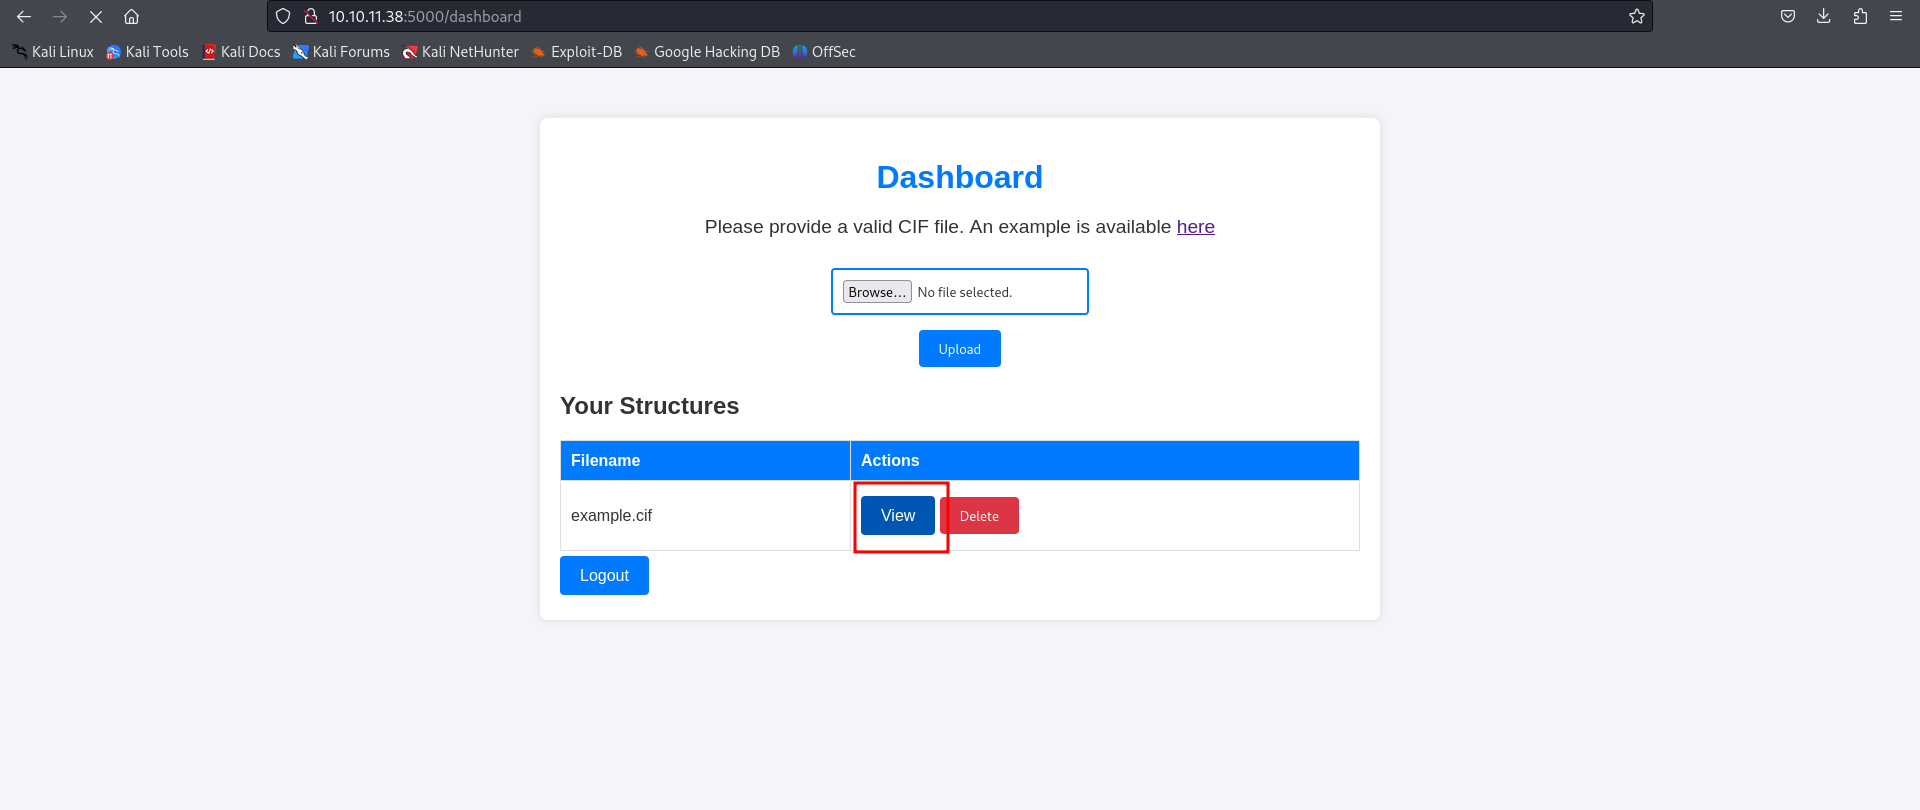 10.10.11.38:5000/dashboard
Kali Linux Kali Tools Kali Docs Kali Forums Kali NetHunter Exploit-DB Google Hacking DB OffSec
Dashboard
Please provide a valid CIF file. An example is available here
Browse... No file selected.
Upload
Your Structures
Filename Actions
example.cif View Delete
Logout